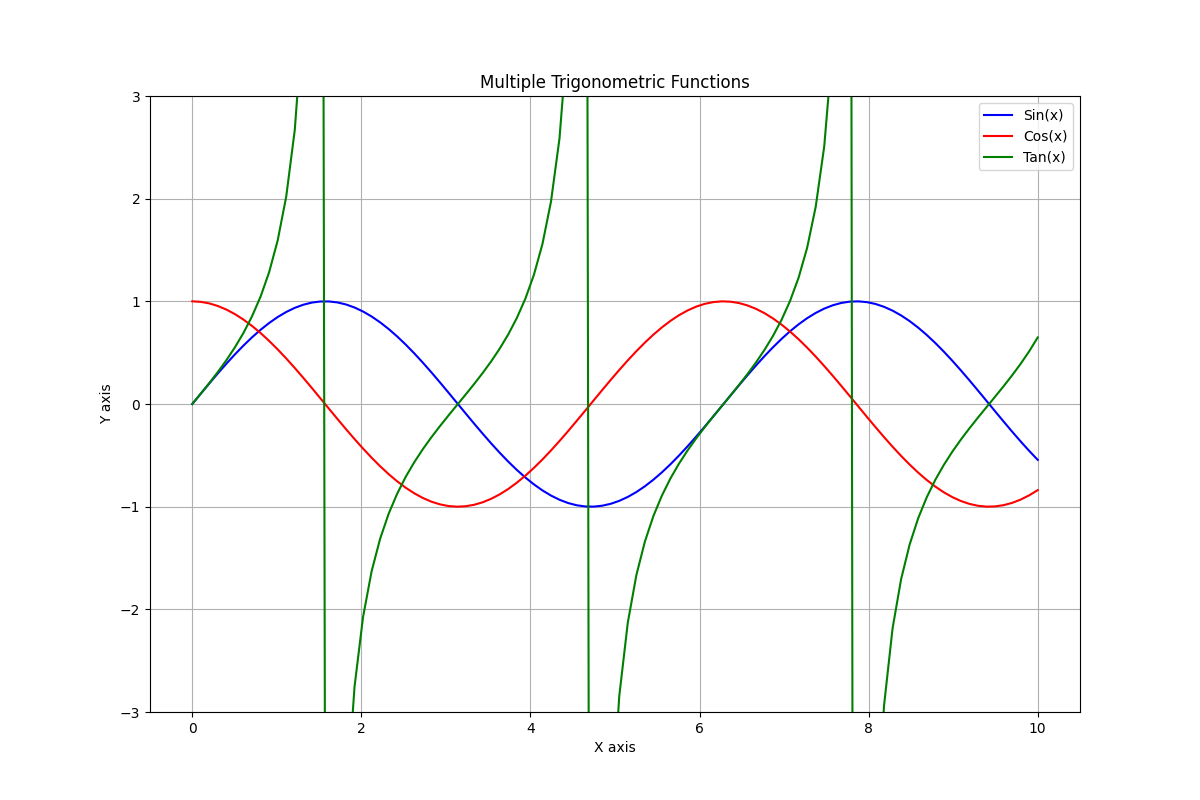 Multiple Trigonometric Functions
Sin(x)
Cos(x)
Tan(x)
Y axis
3
2
1
0
−1
−2
−3
0 2 4 6 8 10
X axis